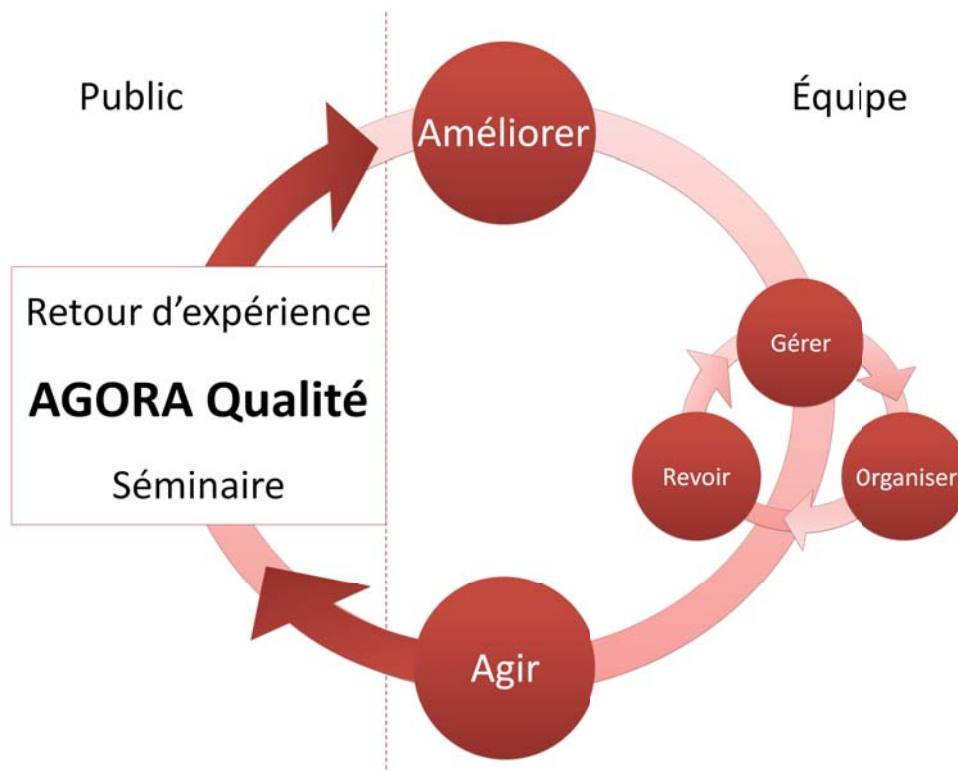 Public
Équipe
Améliorer
Retour d’expérience
AGORA Qualité
Séminaire
Gérer
Revoir
Organiser
Agir